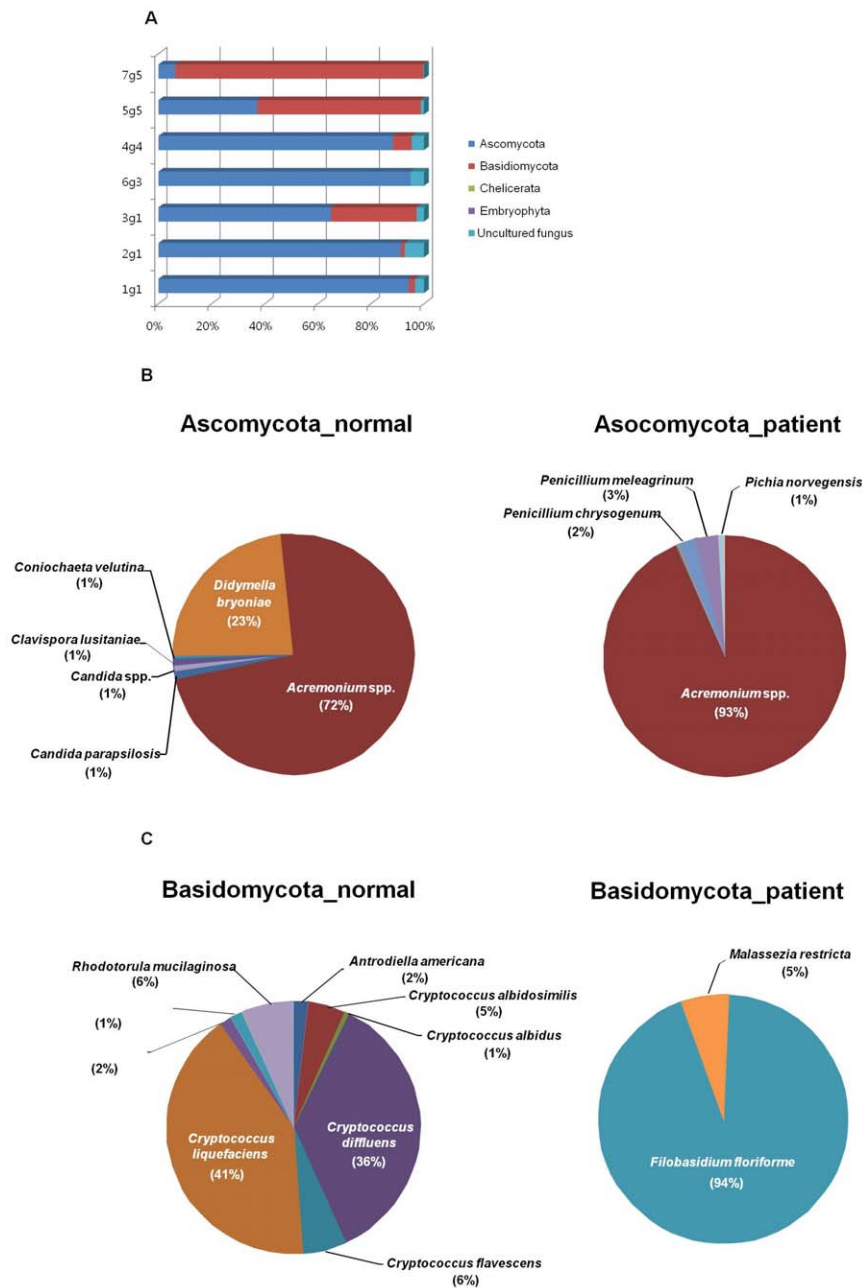 A
7g5
5g5
4g4
6g3
3g1
2g1
1g1
0%
20%
40%
60%
80%
100%
Ascomycota
Basidiomycota
Chelicerata
Embryophyta
Uncultured fungus
B
Ascomycota_normal
Coniochaeta velutina
(1%)
Clavispora lusitaniae
(1%)
Candida spp.
(1%)
Candida parapsilosis
(1%)
Didymella
bryoniae
(23%)
Acremonium spp.
(72%)
Asocomycota_patient
Penicillium meleagrinum
(3%)
Penicillium chrysogenum
(2%)
Pichia norvegensis
(1%)
Acremonium spp.
(93%)
C
Basidomycota_normal
Rhodotorula mucilaginosa
(6%)
(1%)
(2%)
Antrodiella americana
(2%)
Cryptococcus albidosimilis
(5%)
Cryptococcus albidus
(1%)
Cryptococcus
diffluens
(36%)
Cryptococcus
liquefaciens
(41%)
Cryptococcus flavescens
(6%)
Basidomycota_patient
Malassezia restricta
(5%)
Filobasidium floriforme
(94%)